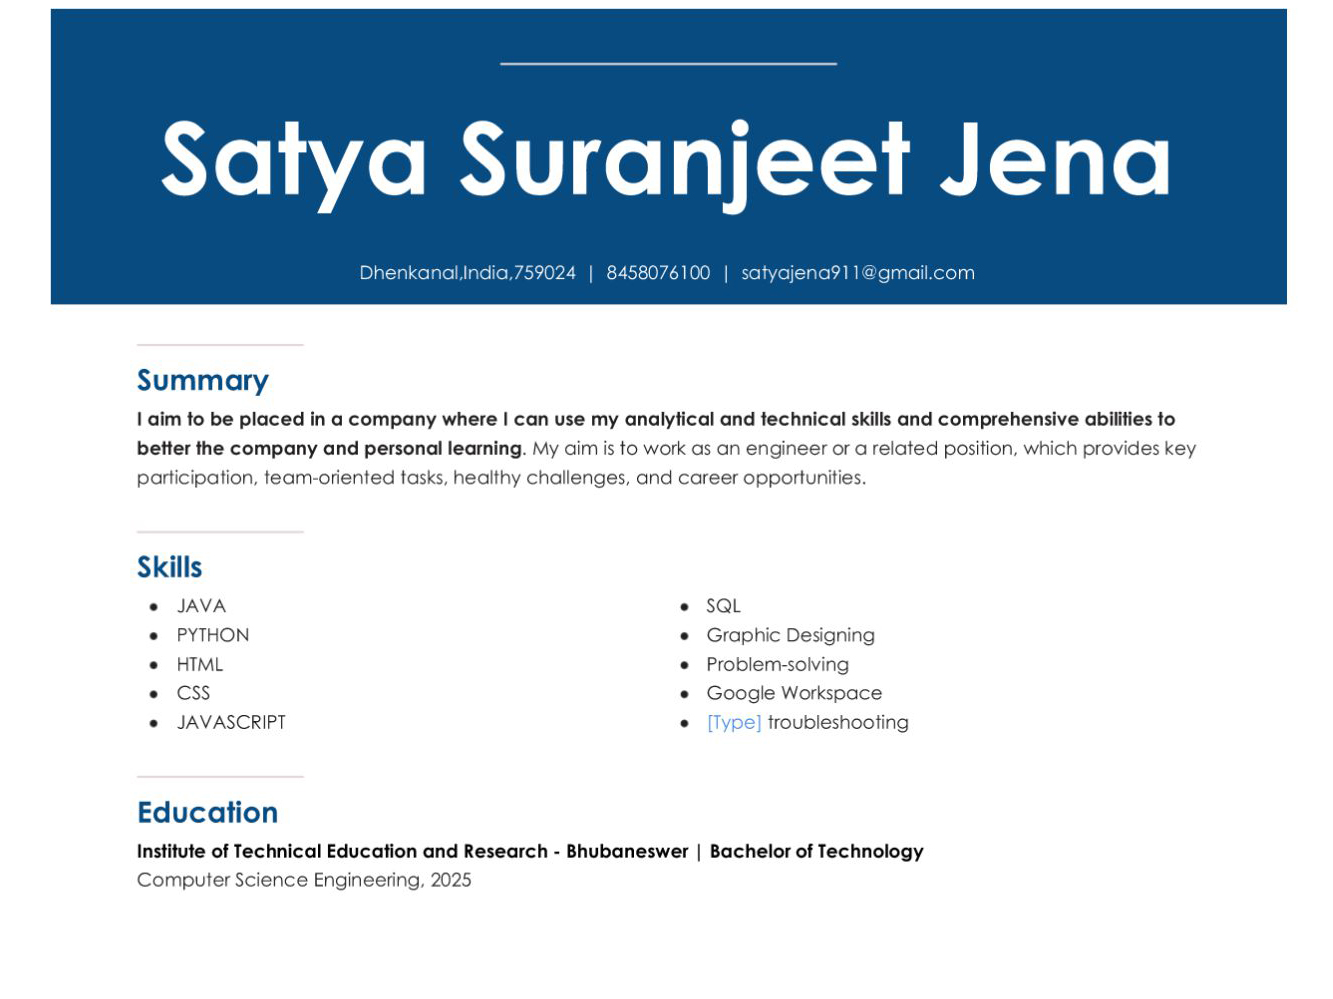 Satya Suranjeet Jena
Dhenkanal,India,759024 | 8458076100 | satyajena911@gmail.com
Summary
I aim to be placed in a company where I can use my analytical and technical skills and comprehensive abilities to
better the company and personal learning. My aim is to work as an engineer or a related position, which provides key
participation, team-oriented tasks, healthy challenges, and career opportunities.
Skills
JAVA
PYTHON
HTML
CSS
JAVASCRIPT
SQL
Graphic Designing
Problem-solving
Google Workspace
[Type] troubleshooting
Education
Institute of Technical Education and Research - Bhubaneswer | Bachelor of Technology
Computer Science Engineering, 2025